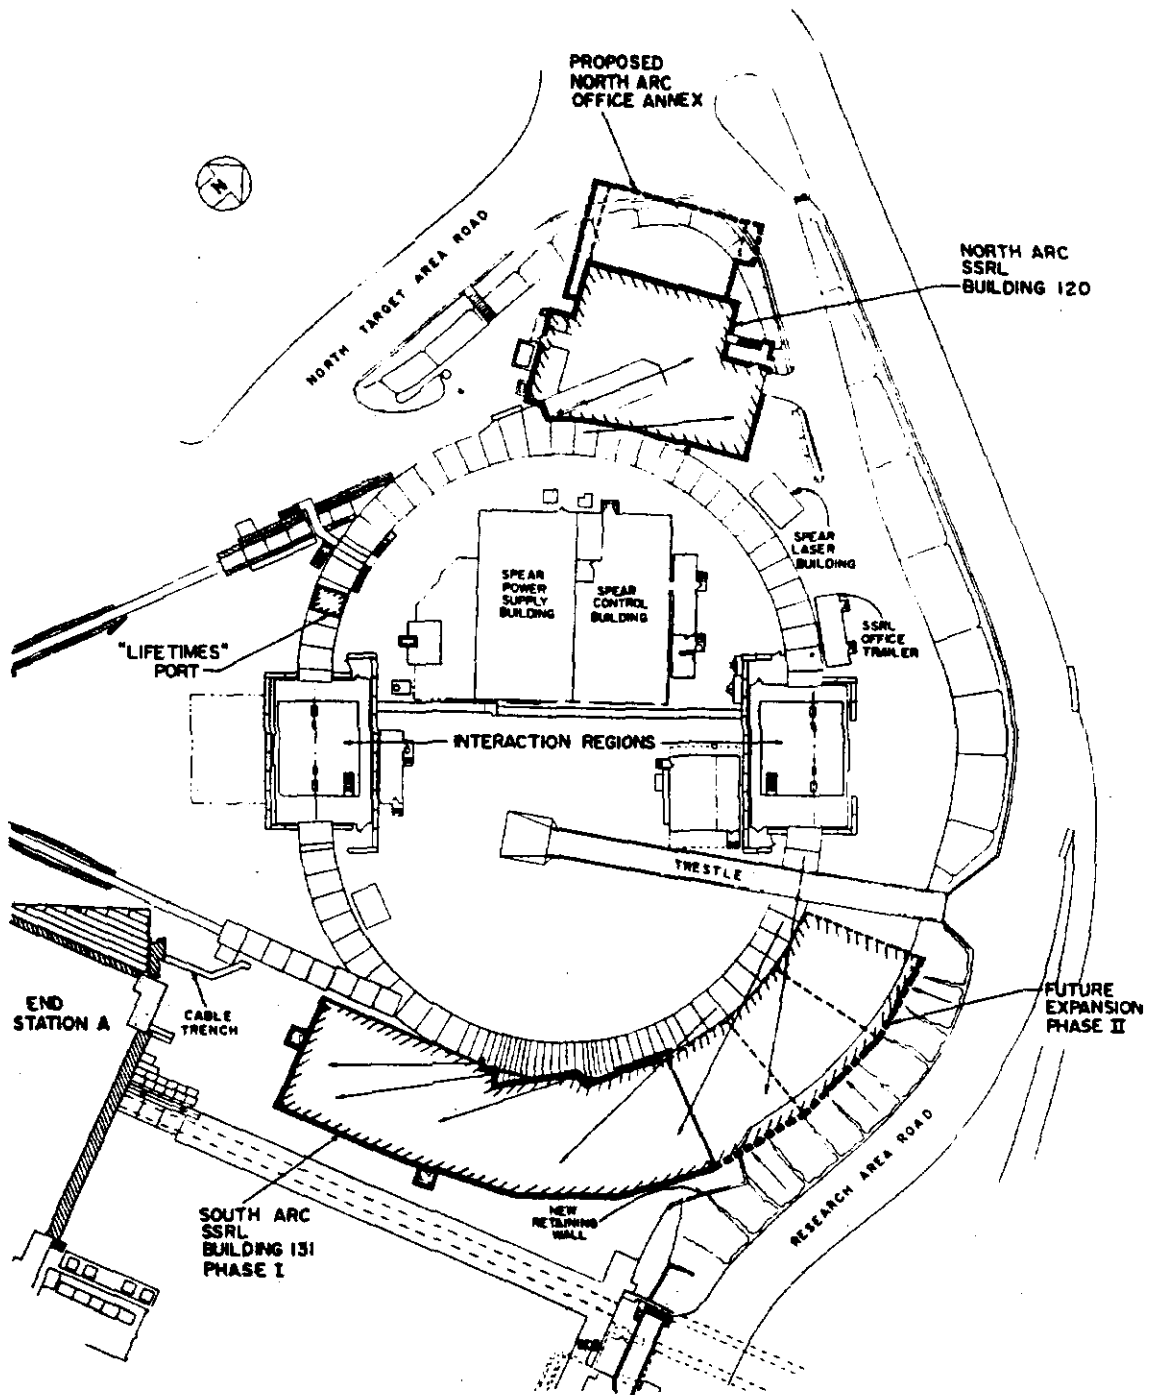 PROPOSED
NORTH ARC
OFFICE ANNEX
N
NORTH TARGET AREA ROAD
NORTH ARC
SSRL
BUILDING 120
SPEAR
LASER
BUILDING
SPEAR
POWER
SUPPLY
BUILDING
SPEAR
CONTROL
BUILDING
SSRL
OFFICE
TRAILER
"LIFETIMES"
PORT
INTERACTION REGIONS
TRESTLE
END
STATION A
CABLE
TRENCH
FUTURE
EXPANSION
PHASE II
RESEARCH AREA ROAD
NEW
RETAINING
WALL
SOUTH ARC
SSRL
BUILDING 131
PHASE I